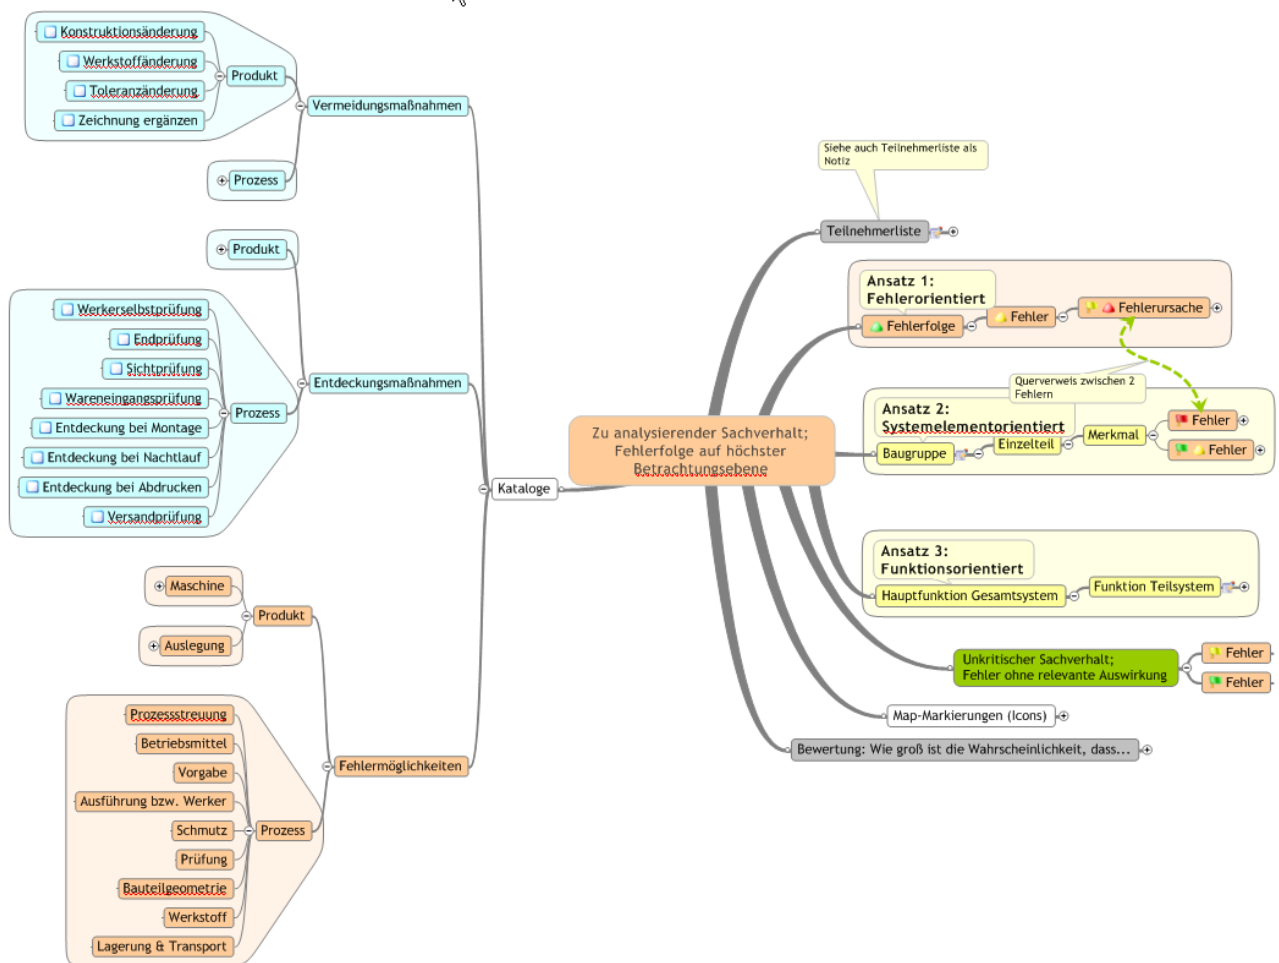 Konstruktionsänderung
Werkstoffänderung
Toleranzänderung
Zeichnung ergänzen
Produkt
Prozess
Vermeidungsmaßnahmen
Produkt
Werkerselbstprüfung
Endprüfung
Sichtprüfung
Wareneingangsprüfung
Entdeckung bei Montage
Entdeckung bei Nachtlauf
Entdeckung bei Abdrucken
Versandprüfung
Prozess
Entdeckungsmaßnahmen
Kataloge
Maschine
Auslegung
Produkt
Prozessstreuung
Betriebsmittel
Vorgabe
Ausführung bzw. Werker
Schmutz
Prüfung
Bauteilgeometrie
Werkstoff
Lagerung & Transport
Prozess
Fehlermöglichkeiten
Zu analysierender Sachverhalt;
Fehlerfolge auf höchster
Betrachtungsebene
Siehe auch Teilnehmerliste als
Notiz
Teilnehmerliste
Ansatz 1:
Fehlerorientiert
Fehlerfolge
Fehler
Fehlerursache
Querverweis zwischen 2
Fehlern
Ansatz 2:
Systemelementorientiert
Baugruppe
Einzelteil
Merkmal
Fehler
Fehler
Ansatz 3:
Funktionsorientiert
Hauptfunktion Gesamtsystem
Funktion Teilsystem
Unkritischer Sachverhalt;
Fehler ohne relevante Auswirkung
Fehler
Fehler
Map-Markierungen (Icons)
Bewertung: Wie groß ist die Wahrscheinlichkeit, dass...